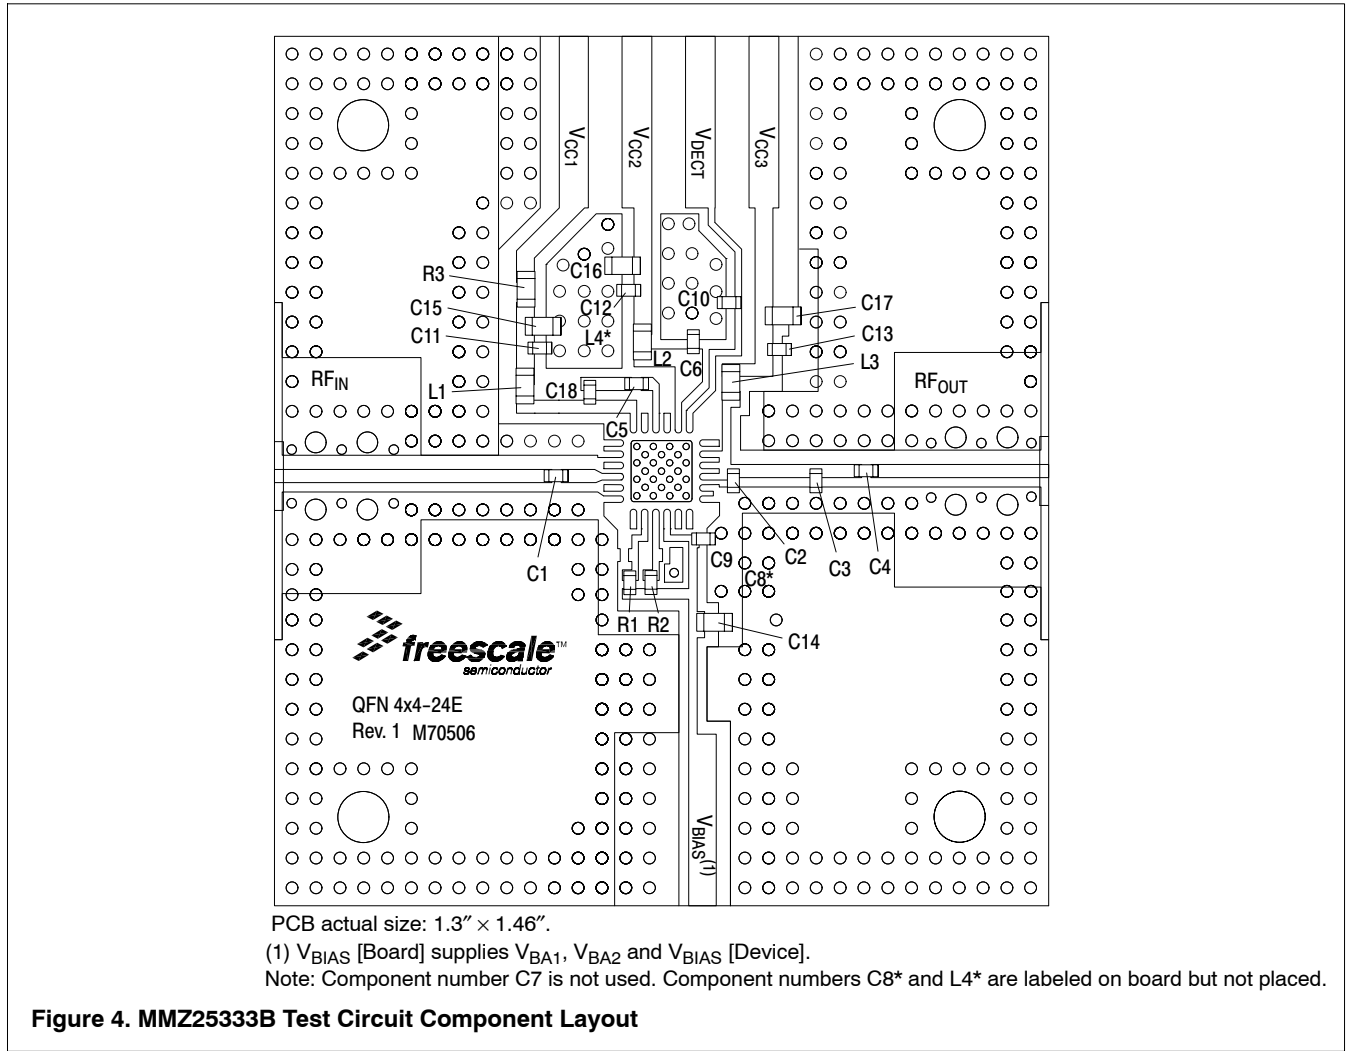 VCC1
VCC2
VDECT
VCC3
R3
C16
C15
C12
C10
C17
C11
L4*
C13
L2
C6
L3
RFIN
RFOUT
L1
C18
C5
C1
C9
C2
C3
C4
C8*
R1 R2
C14
freescale™
semiconductor
QFN 4x4-24E
Rev. 1 M70506
VBIAS(1)
PCB actual size: 1.3″ × 1.46″.
(1) VBIAS [Board] supplies VBA1, VBA2 and VBIAS [Device].
Note: Component number C7 is not used. Component numbers C8* and L4* are labeled on board but not placed.
Figure 4. MMZ25333B Test Circuit Component Layout